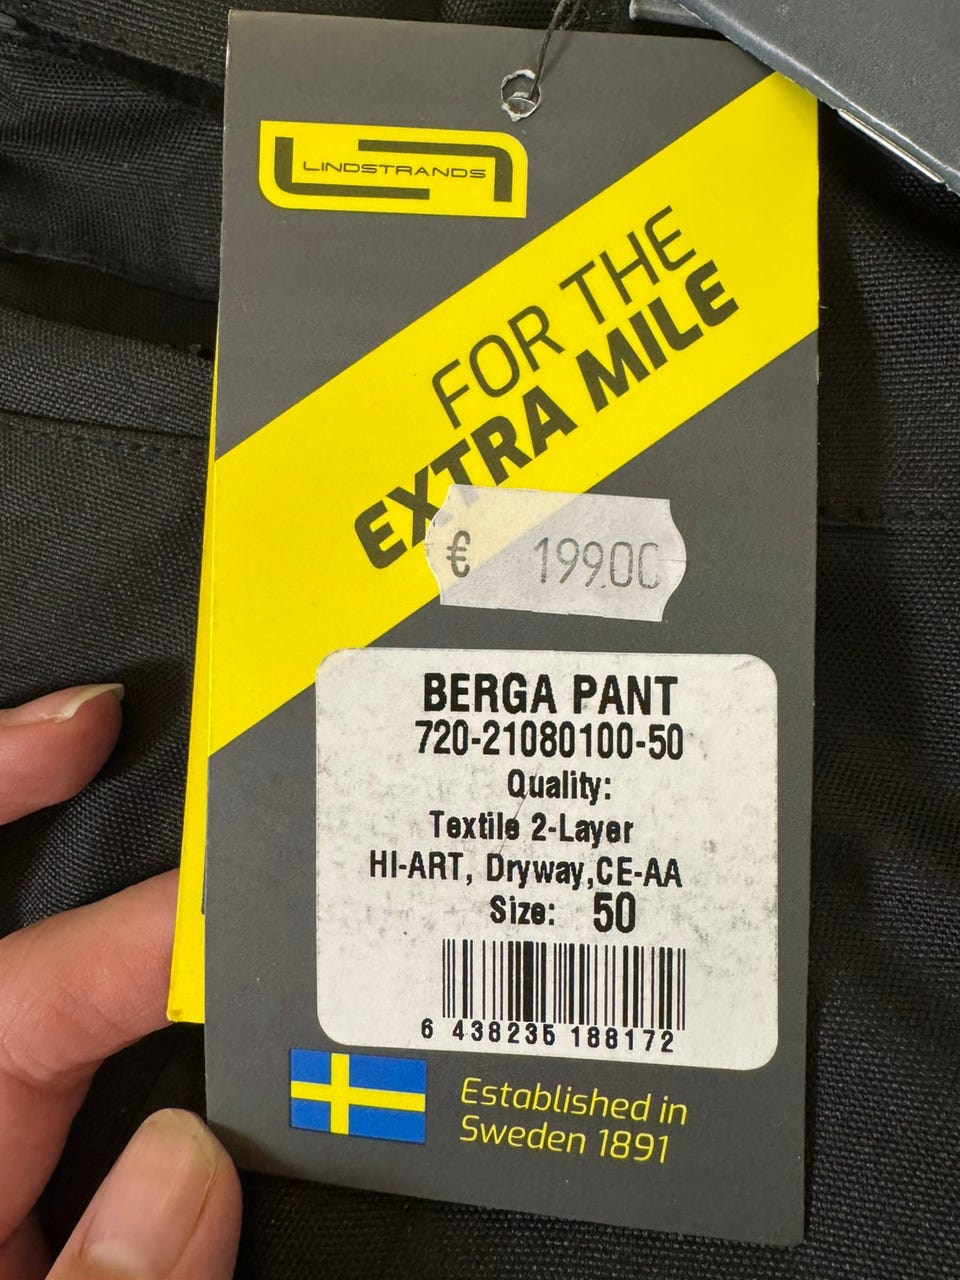 LINDSTRANDS
FOR THE
EXTRA MILE
€ 199.00
BERGA PANT
720-21080100-50
Quality:
Textile 2-Layer
HI-ART, Dryway,CE-AA
Size: 50
6 438235 188172
Established in
Sweden 1891